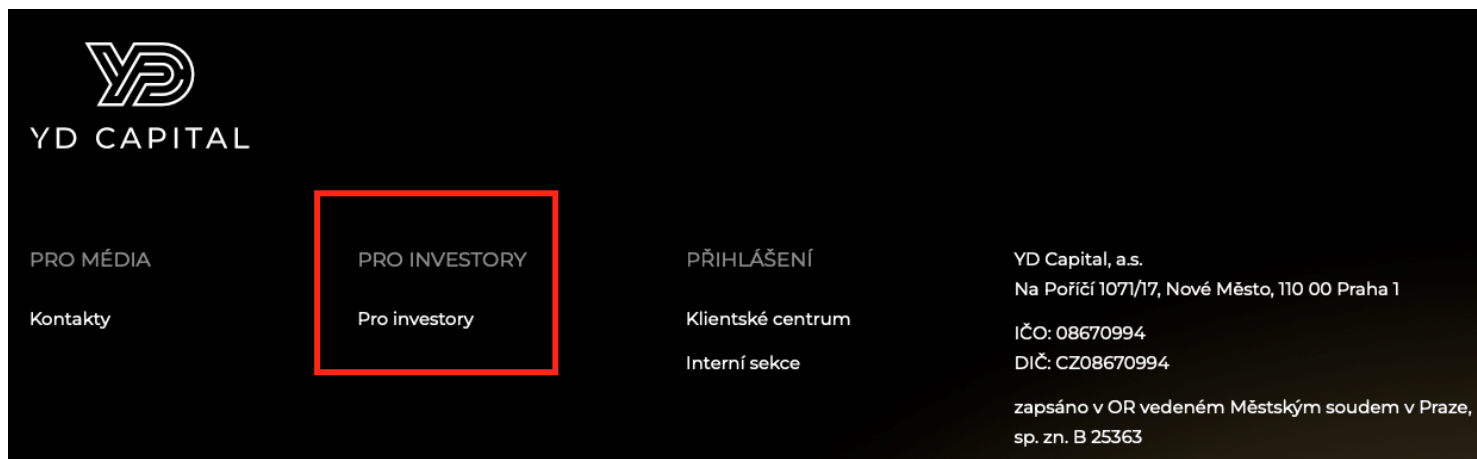 YD CAPITAL
PRO MÉDIA
Kontakty
PRO INVESTORY
Pro investory
PŘIHLÁŠENÍ
Klientské centrum
Interní sekce
YD Capital, a.s.
Na Poříčí 1071/17, Nové Město, 110 00 Praha 1
IČO: 08670994
DIČ: CZ08670994
zapsáno v OR vedeném Městským soudem v Praze,
sp. zn. B 25363